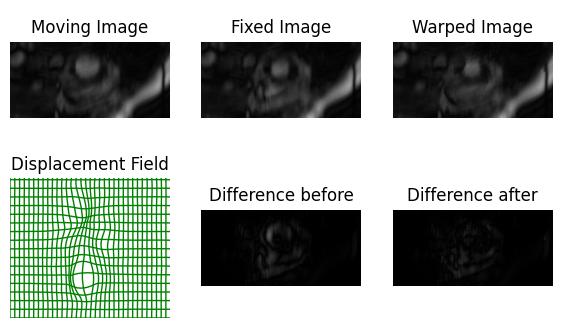 Moving Image
Fixed Image
Warped Image
Displacement Field
Difference before
Difference after